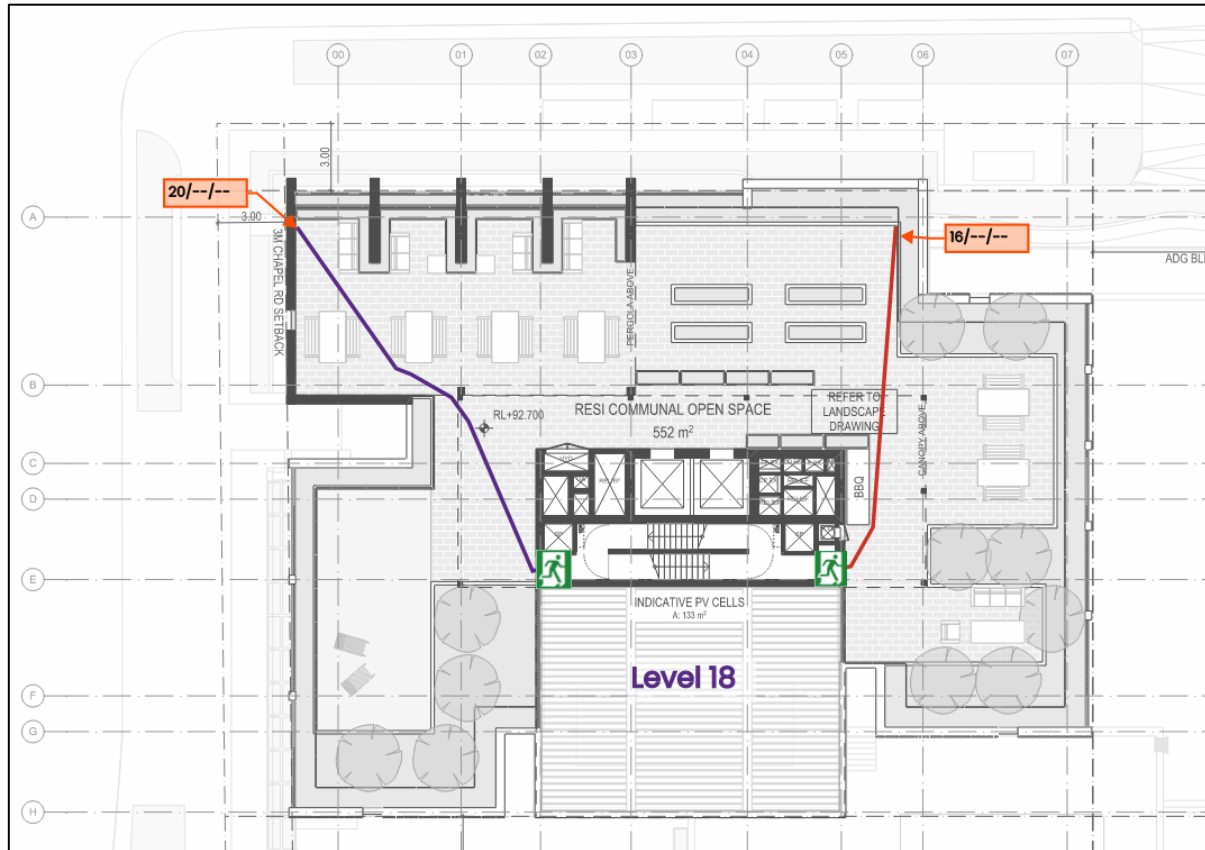 00
01
02
03
04
05
06
07
3.00
20/--/--
3.00
A
16/--/--
ADG BL
3M CHAPEL RD SETBACK
PERGOLA ABOVE
B
REFER TO
LANDSCAPE
DRAWING
RL+92.700
RESI COMMUNAL OPEN SPACE
552 m²
CANOPY ABOVE
C
HYD
RELIEF
D
BBQ
E
INDICATIVE PV CELLS
A: 133 m²
Level 18
F
G
H